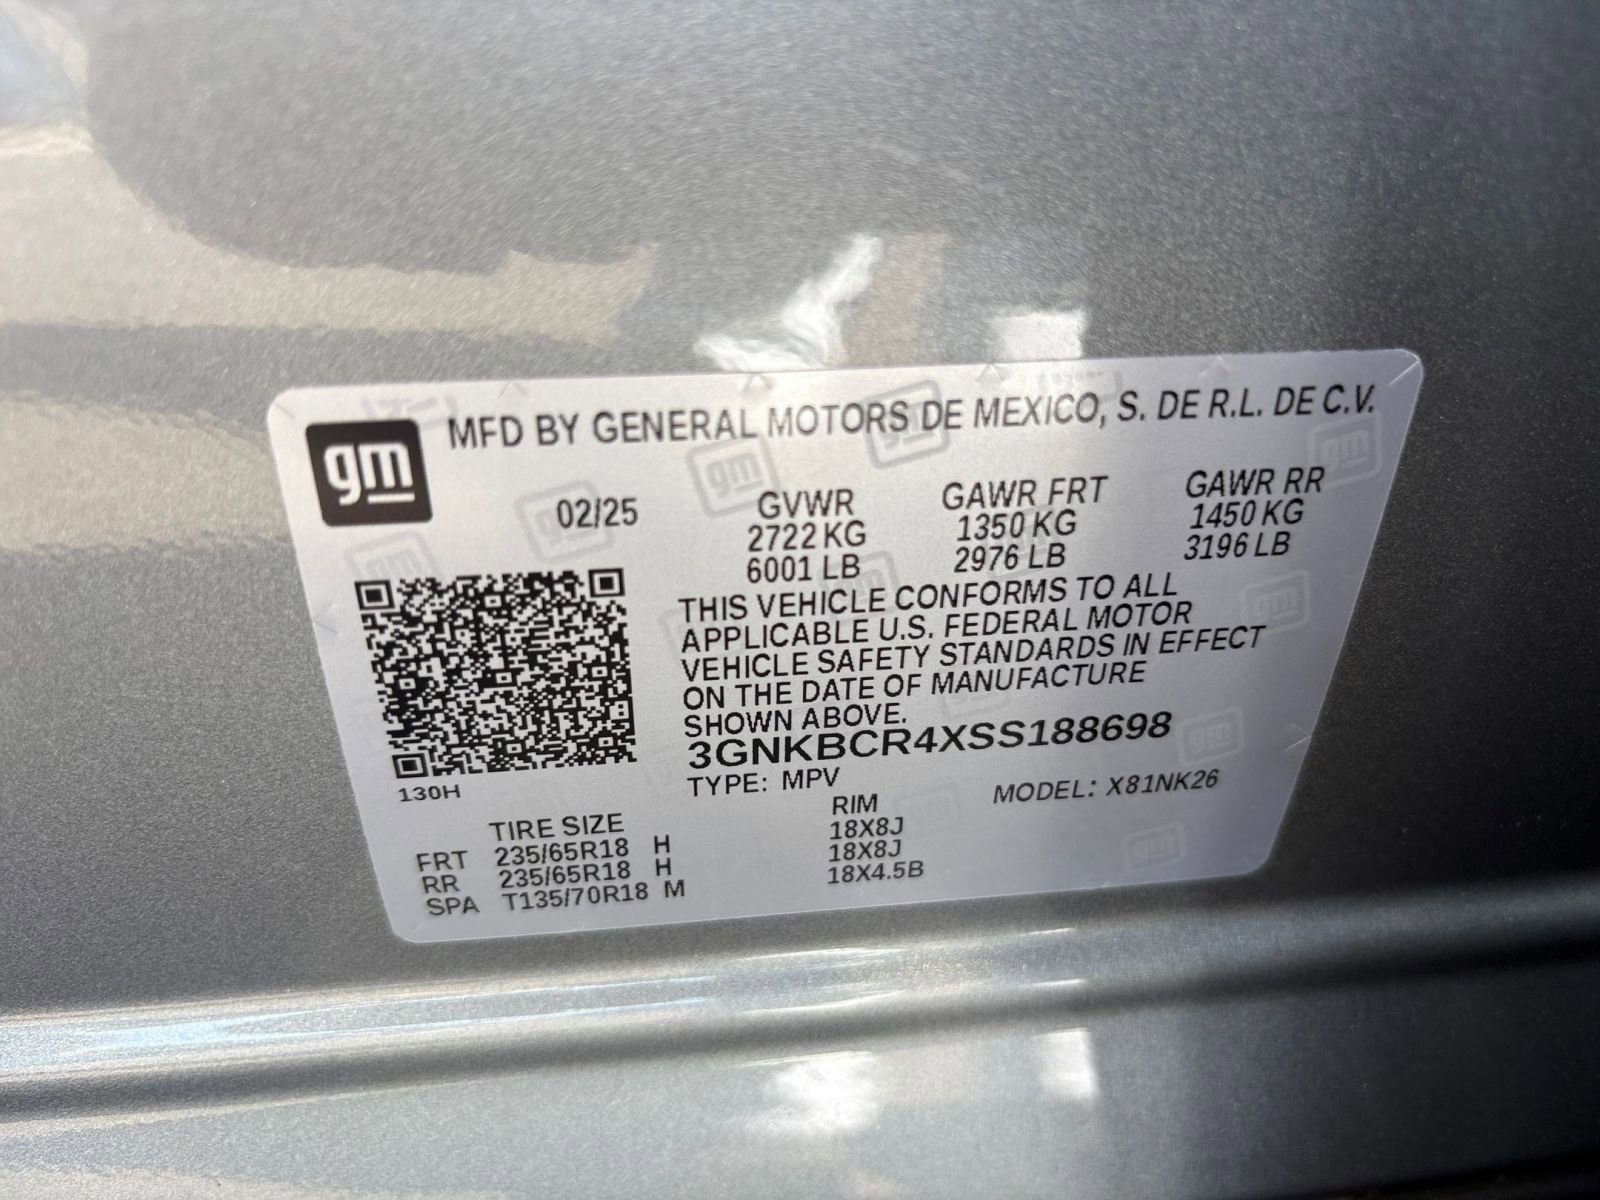 gm
MFD BY GENERAL MOTORS DE MEXICO, S. DE R.L. DE C.V.
02/25
GVWR
2722 KG
6001 LB
GAWR FRT
1350 KG
2976 LB
GAWR RR
1450 KG
3196 LB
THIS VEHICLE CONFORMS TO ALL
APPLICABLE U.S. FEDERAL MOTOR
VEHICLE SAFETY STANDARDS IN EFFECT
ON THE DATE OF MANUFACTURE
SHOWN ABOVE.
3GNKBCR4XSS188698
130H
TYPE: MPV
MODEL: X81NK26
TIRE SIZE RIM
FRT 235/65R18 H 18X8J
RR 235/65R18 H 18X8J
SPA T135/70R18 M 18X4.5B